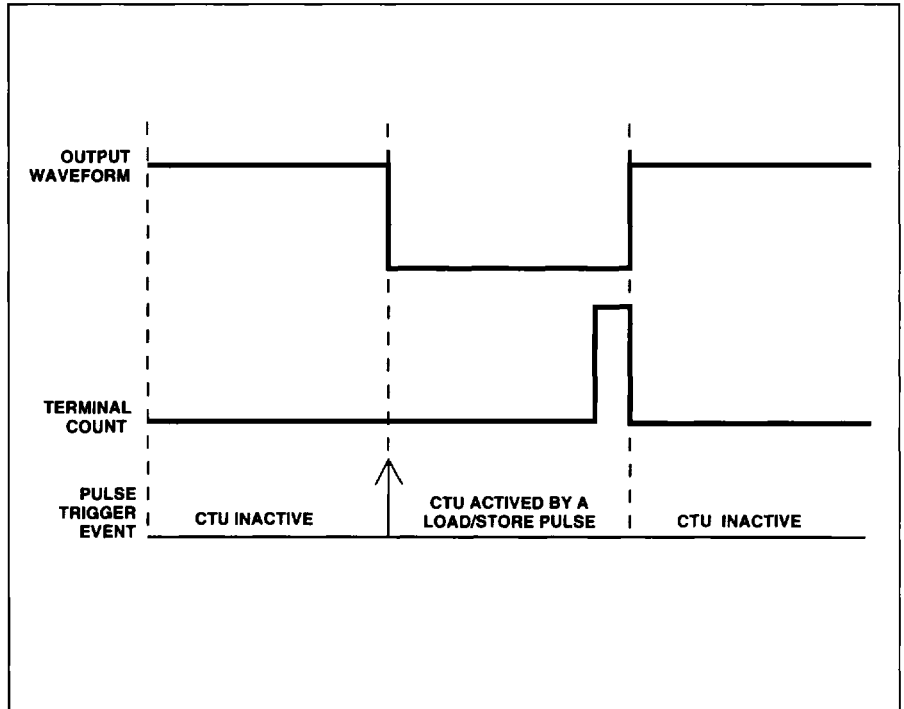 OUTPUT
WAVEFORM
TERMINAL
COUNT
PULSE
TRIGGER
EVENT
CTU INACTIVE
CTU ACTIVED BY A
LOAD/STORE PULSE
CTU INACTIVE